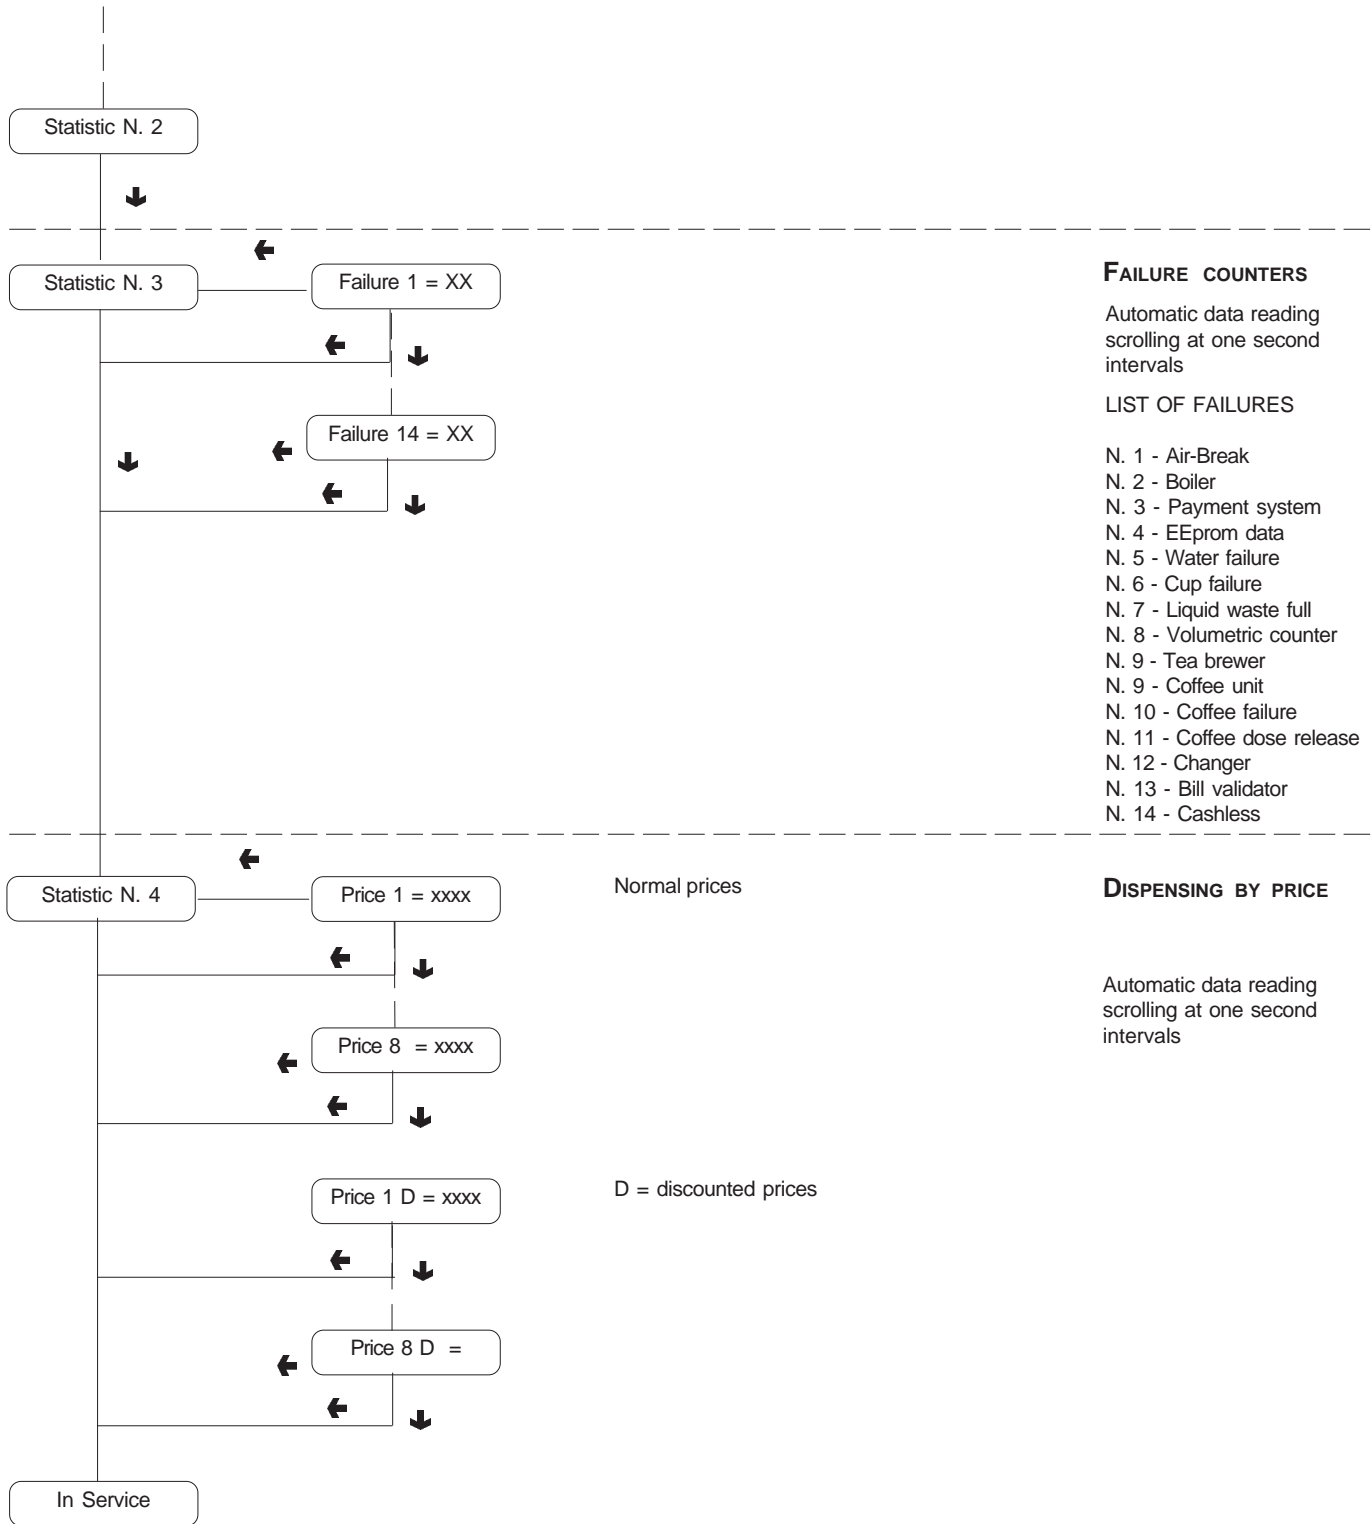 Statistic N. 2
Statistic N. 3
Failure 1 = XX
Failure 14 = XX
FAILURE COUNTERS
Automatic data reading
scrolling at one second
intervals
LIST OF FAILURES
N. 1 - Air-Break
N. 2 - Boiler
N. 3 - Payment system
N. 4 - EEprom data
N. 5 - Water failure
N. 6 - Cup failure
N. 7 - Liquid waste full
N. 8 - Volumetric counter
N. 9 - Tea brewer
N. 9 - Coffee unit
N. 10 - Coffee failure
N. 11 - Coffee dose release
N. 12 - Changer
N. 13 - Bill validator
N. 14 - Cashless
Statistic N. 4
Price 1 = xxxx
Normal prices
DISPENSING BY PRICE
Automatic data reading
scrolling at one second
intervals
Price 8 = xxxx
Price 1 D = xxxx
D = discounted prices
Price 8 D =
In Service